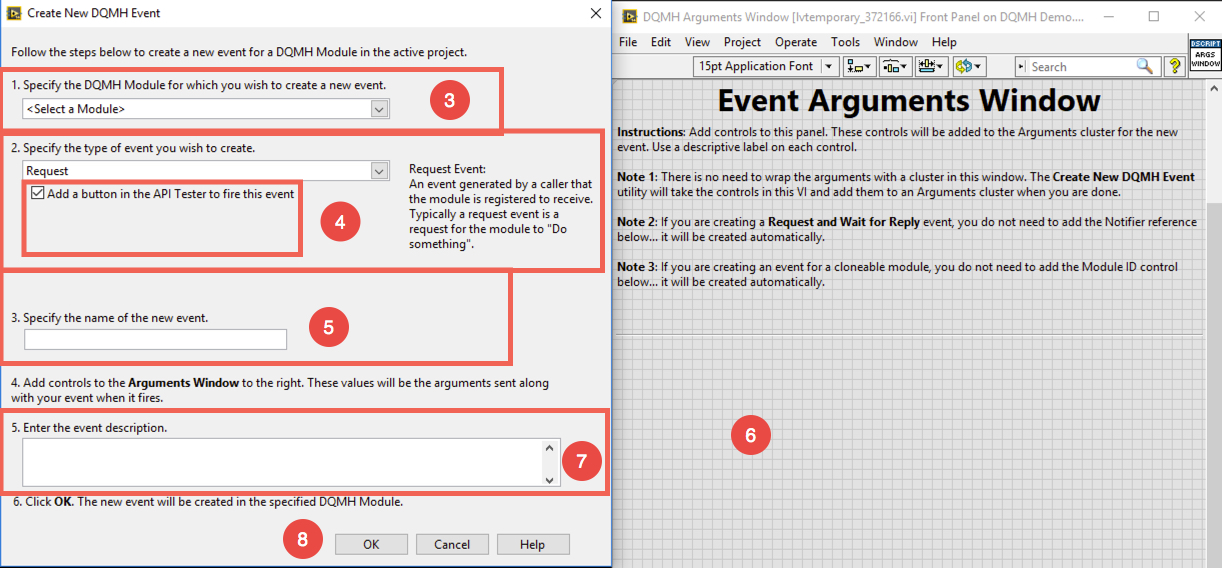 Create New DQMH Event
Follow the steps below to create a new event for a DQMH Module in the active project.
1. Specify the DQMH Module for which you wish to create a new event.
<Select a Module>
3
2. Specify the type of event you wish to create.
Request
Add a button in the API Tester to fire this event
4
Request Event:
An event generated by a caller that
the module is registered to receive.
Typically a request event is a
request for the module to "Do
something".
3. Specify the name of the new event.
5
4. Add controls to the Arguments Window to the right. These values will be the arguments sent along
with your event when it fires.
5. Enter the event description.
7
6. Click OK. The new event will be created in the specified DQMH Module.
8
OK
Cancel
Help
DQMH Arguments Window [lvtemporary_372166.vi] Front Panel on DQMH Demo....
File Edit View Project Operate Tools Window Help
DSCRIPT
ARGS
WINDOW
15pt Application Font
Search
?
Event Arguments Window
Instructions: Add controls to this panel. These controls will be added to the Arguments cluster for the new
event. Use a descriptive label on each control.
Note 1: There is no need to wrap the arguments with a cluster in this window. The Create New DQMH Event
utility will take the controls in this VI and add them to an Arguments cluster when you are done.
Note 2: If you are creating a Request and Wait for Reply event, you do not need to add the Notifier reference
below... it will be created automatically.
Note 3: If you are creating an event for a cloneable module, you do not need to add the Module ID control
below... it will be created automatically.
6